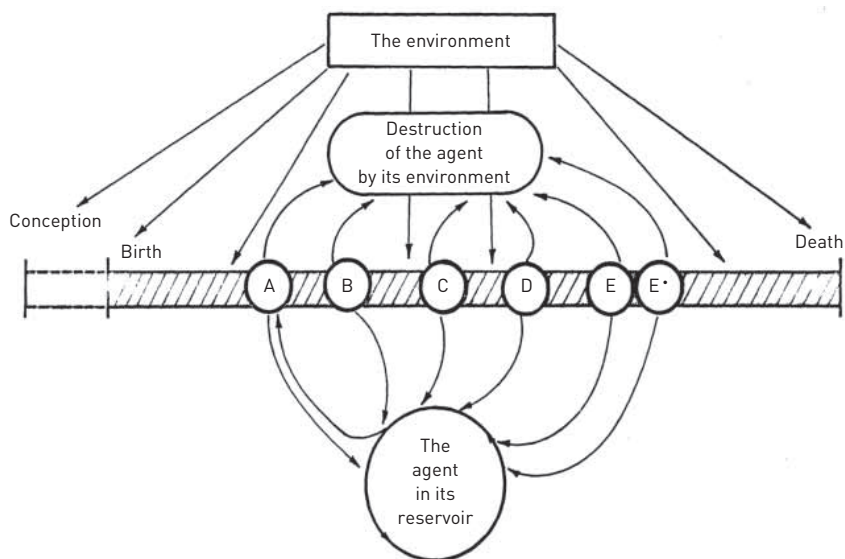 The environment
Destruction
of the agent
by its environment
Conception
Birth
Death
A
B
C
D
E
E•
The
agent
in its
reservoir